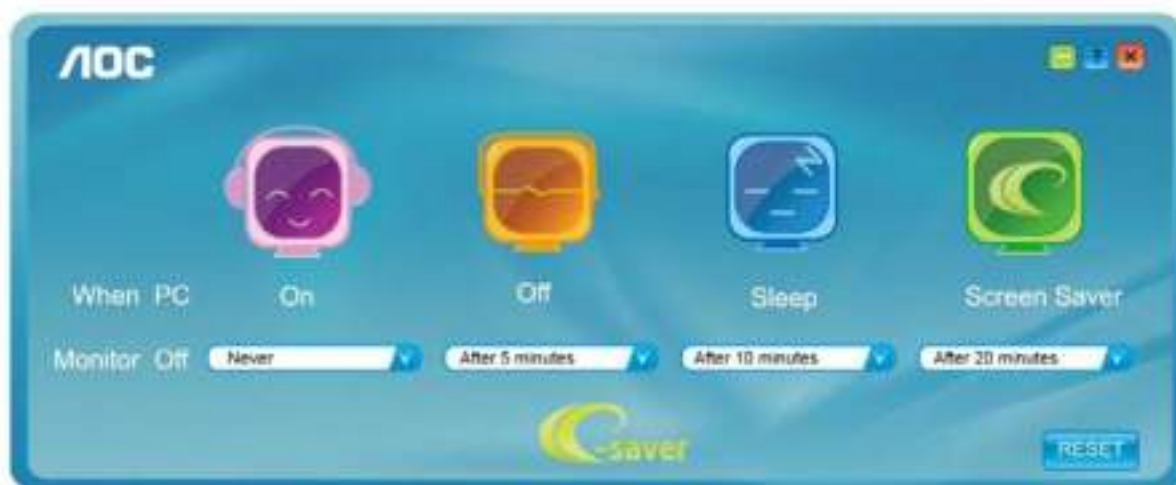 AOC
When PC On Off Sleep Screen Saver
Monitor Off Never After 5 minutes After 10 minutes After 20 minutes
e-saver
RESET